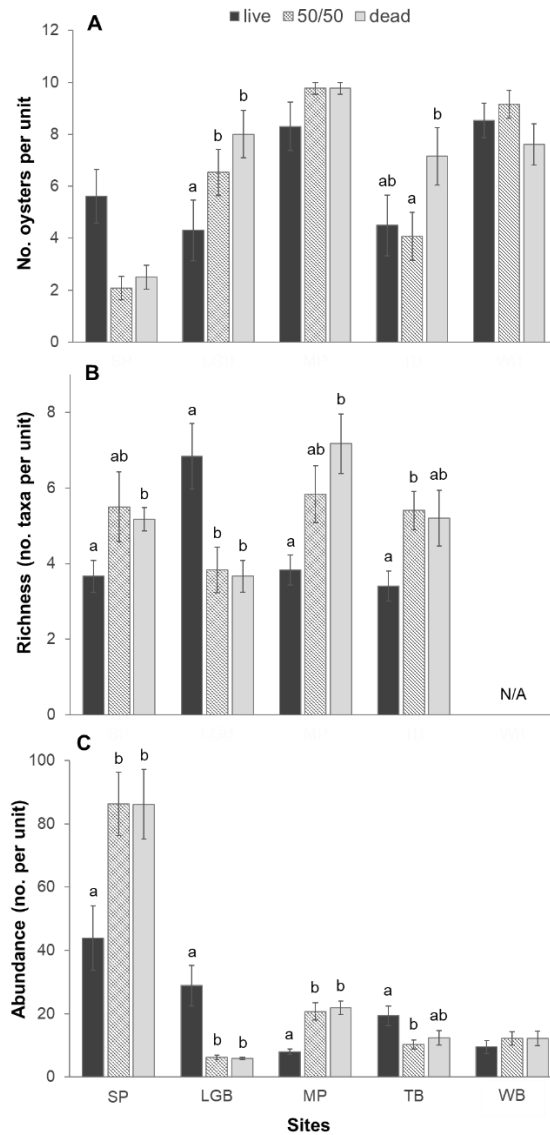 A
live 50/50 dead
12
10
8
6
4
2
0
No. oysters per unit
a b b
ab a b
B
8
6
4
2
0
Richness (no. taxa per unit)
a ab b
a b b
a ab b
a b ab
N/A
C
100
80
60
40
20
0
Abundance (no. per unit)
a b b
a b b
a b b
a b ab
SP LGB MP TB WB
Sites